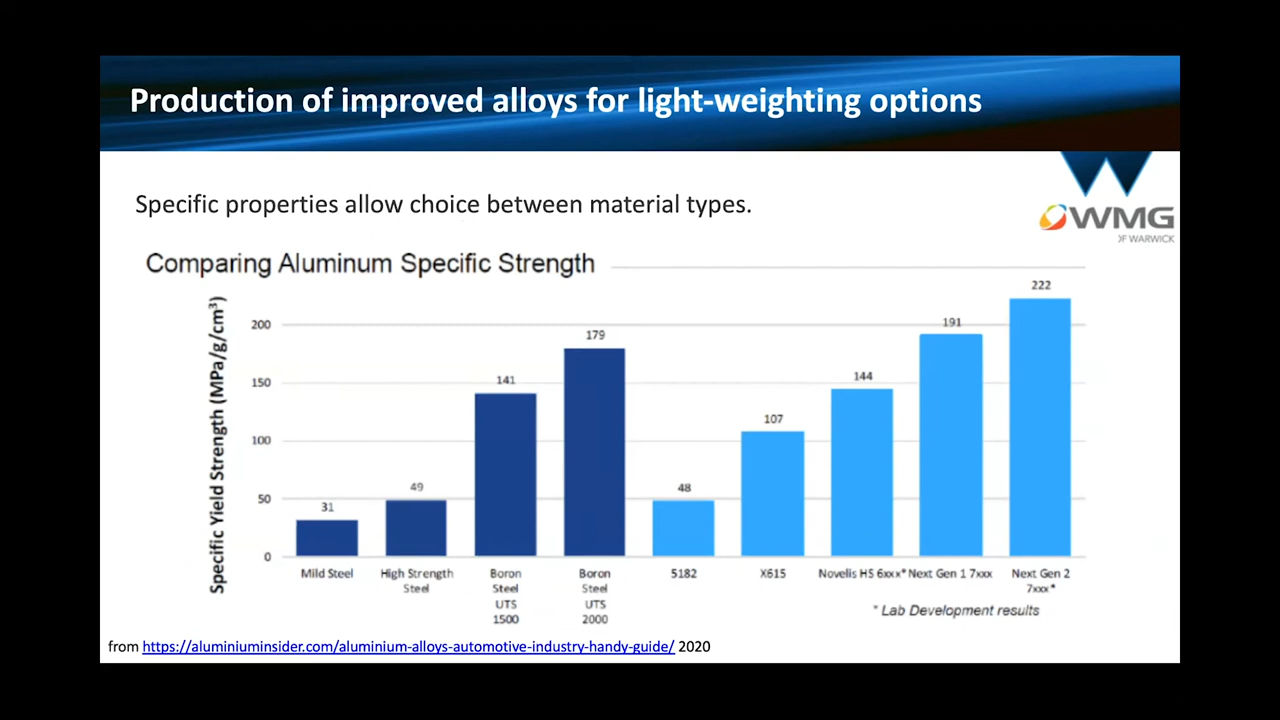 Production of improved alloys for light-weighting options
Specific properties allow choice between material types.
WMG
OF WARWICK
Comparing Aluminum Specific Strength
Specific Yield Strength (MPa/g/cm³)
200
150
100
50
0
31
49
141
179
48
107
144
191
222
Mild Steel
High Strength
Steel
Boron
Steel
UTS
1500
Boron
Steel
UTS
2000
5182
X615
Novelis HS 6xxx*
Next Gen 1 7xxx
Next Gen 2
7xxx*
* Lab Development results
from https://aluminiuminsider.com/aluminium-alloys-automotive-industry-handy-guide/ 2020